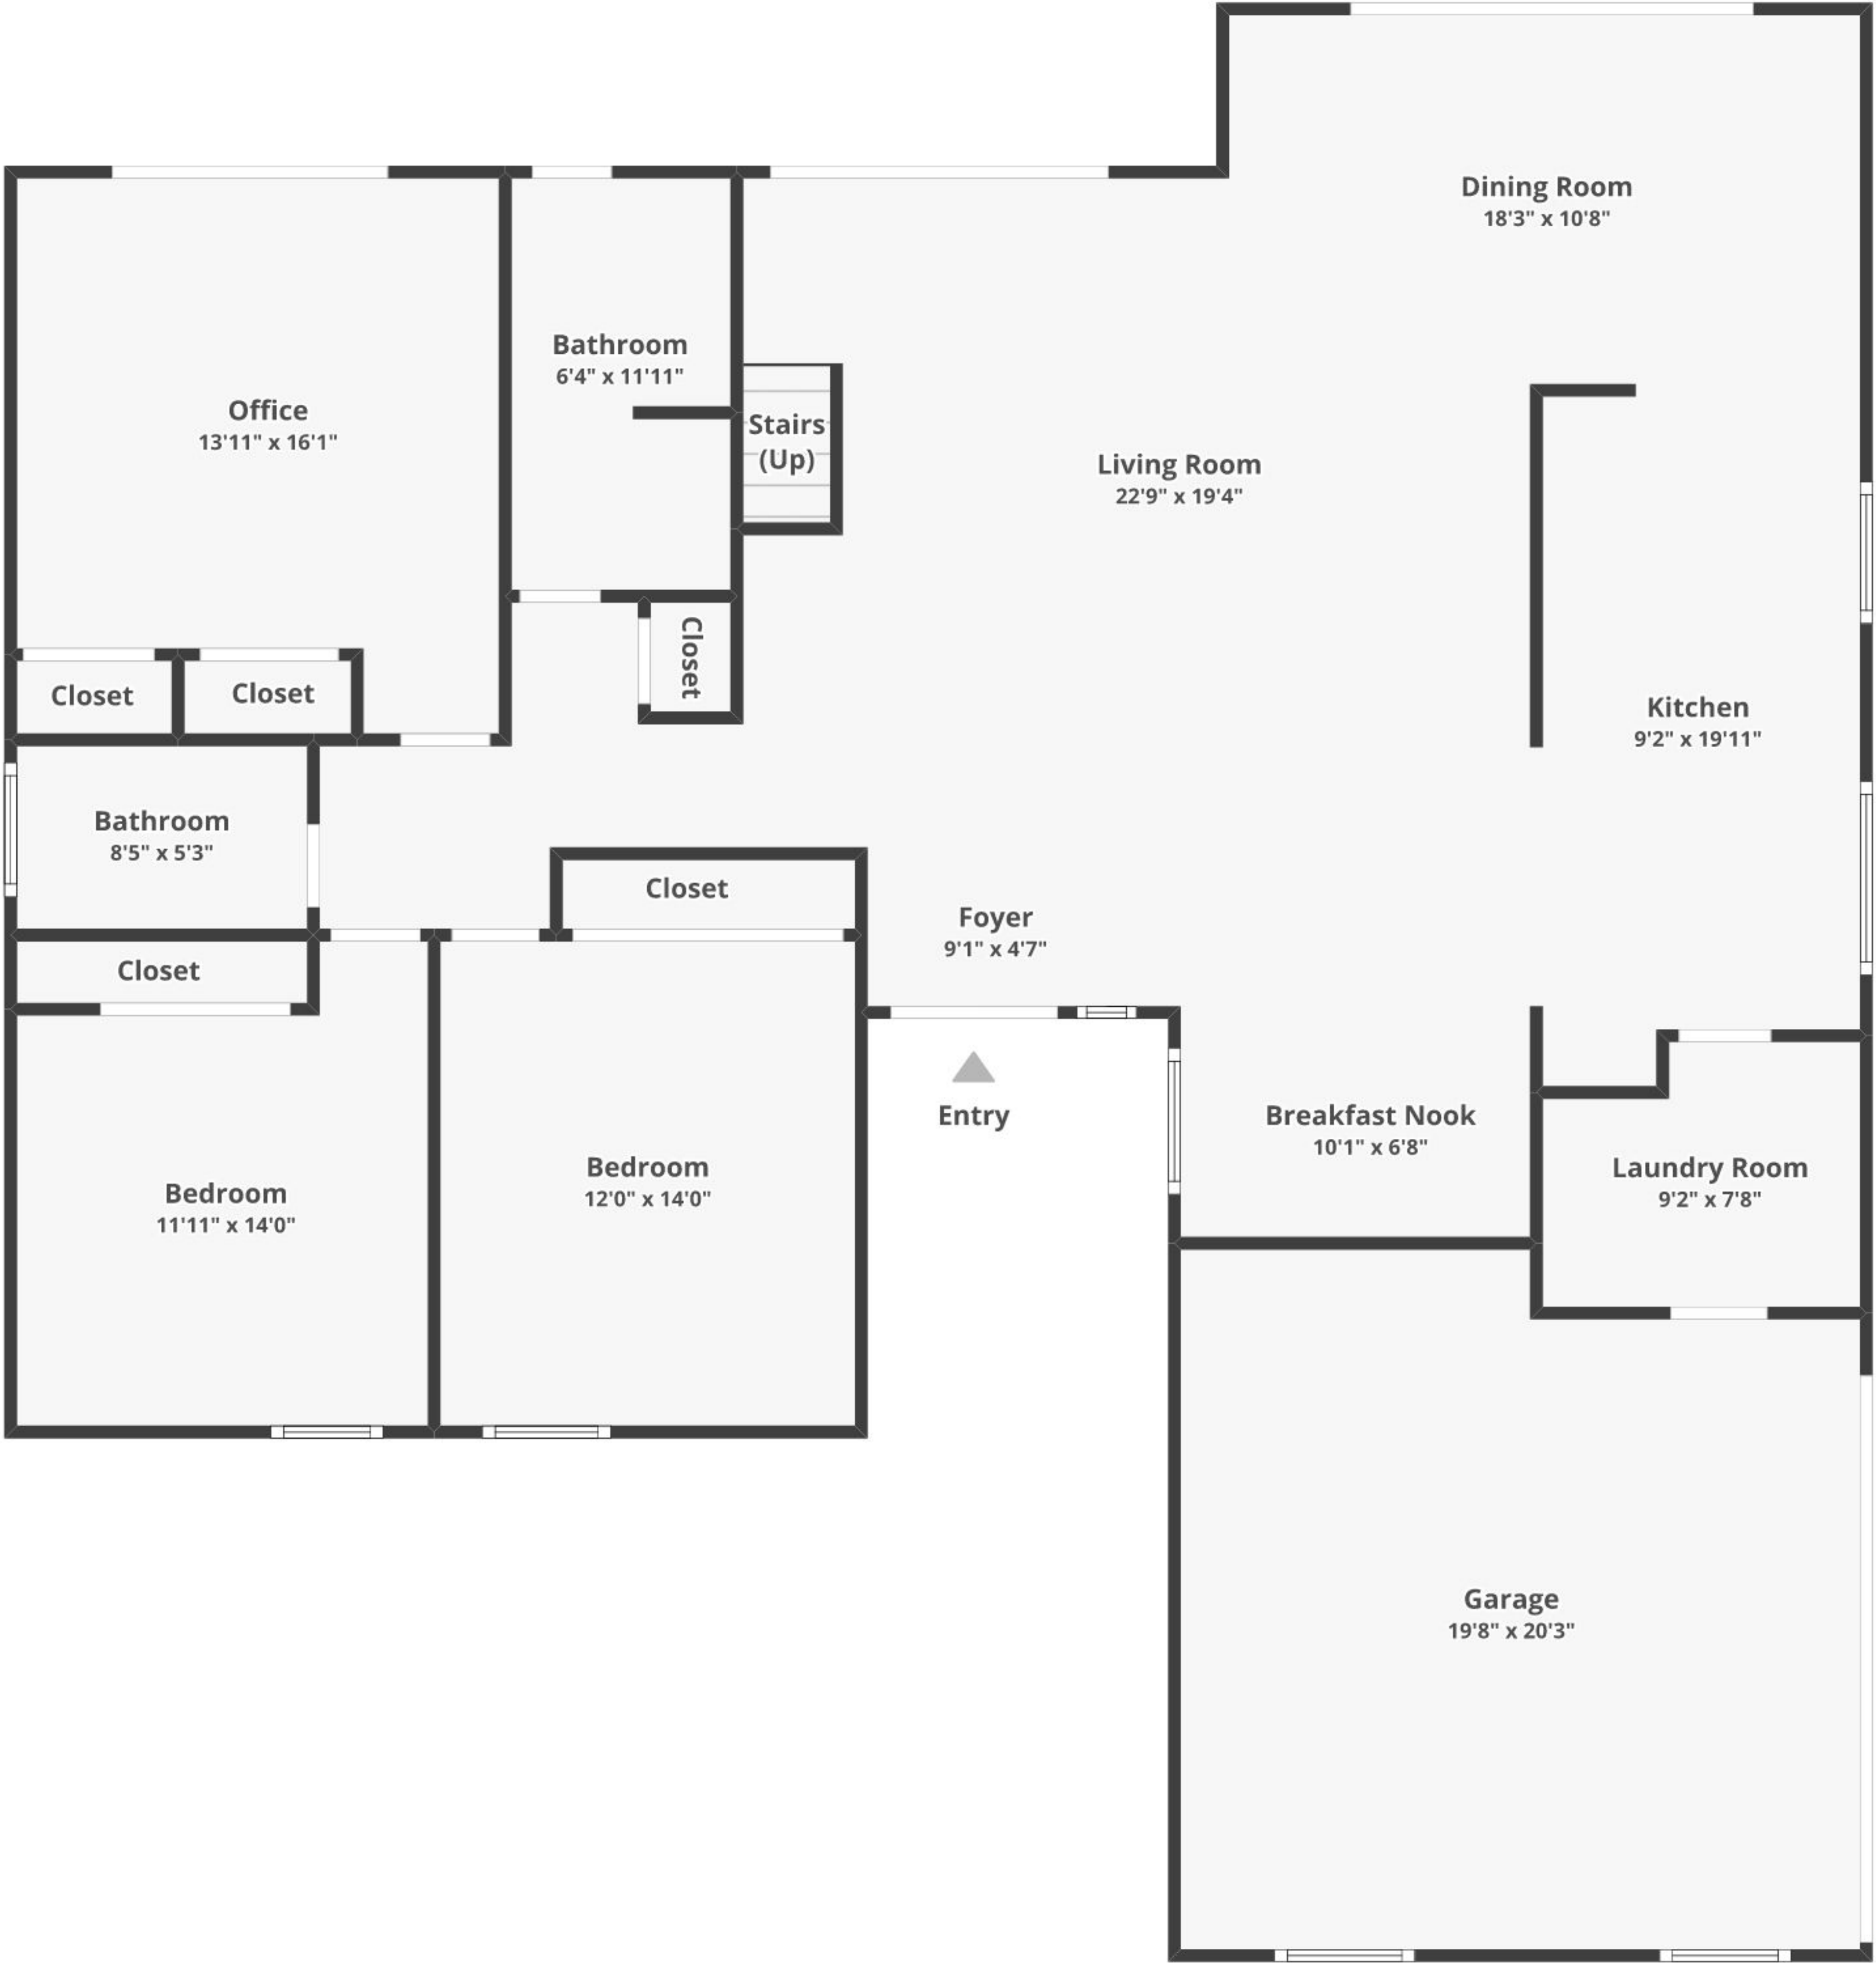 Dining Room
18'3" x 10'8"
Bathroom
6'4" x 11'11"
Office
13'11" x 16'1"
Stairs
(Up)
Living Room
22'9" x 19'4"
Closet
Closet
Closet
Kitchen
9'2" x 19'11"
Bathroom
8'5" x 5'3"
Closet
Foyer
9'1" x 4'7"
Closet
Entry
Breakfast Nook
10'1" x 6'8"
Bedroom
12'0" x 14'0"
Laundry Room
9'2" x 7'8"
Bedroom
11'11" x 14'0"
Garage
19'8" x 20'3"